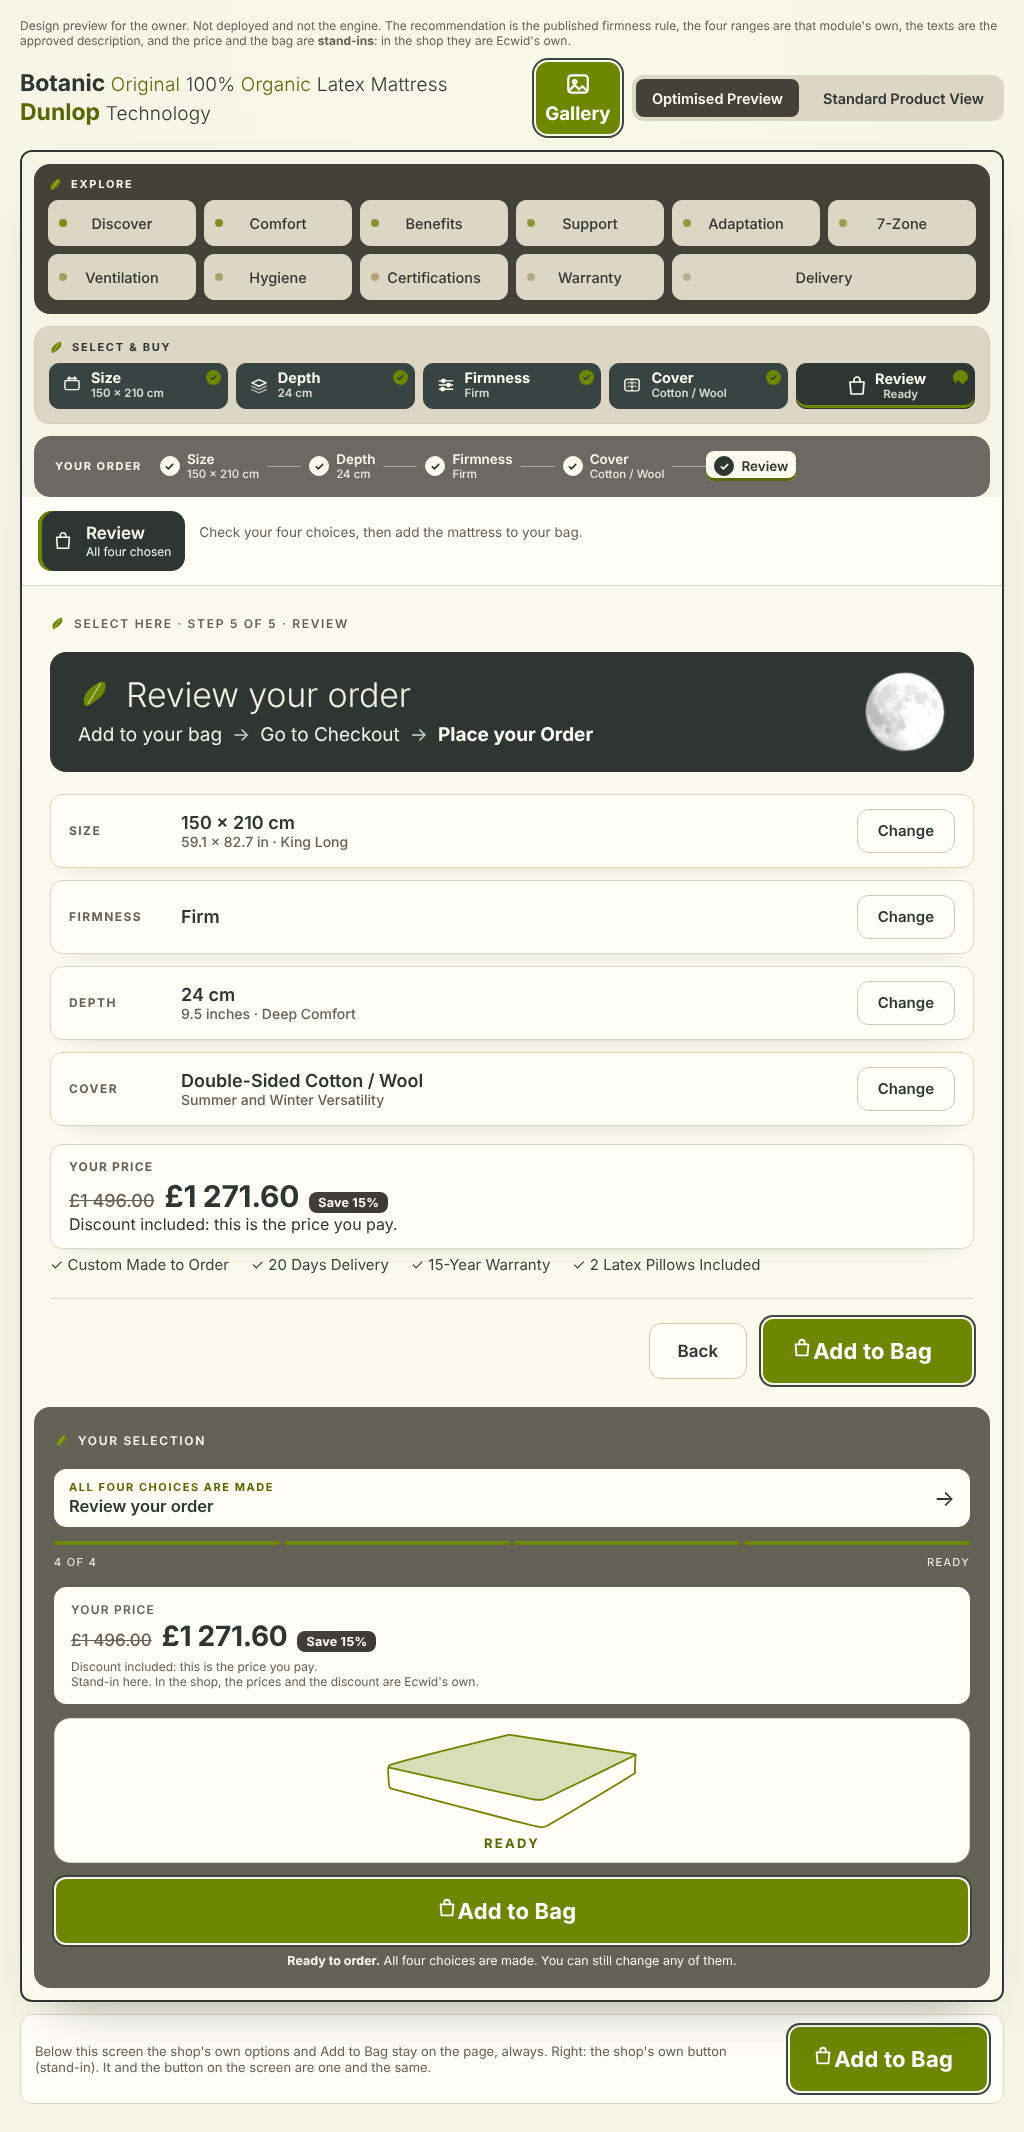 Design preview for the owner. Not deployed and not the engine. The recommendation is the published firmness rule, the four ranges are that module's own, the texts are the
approved description, and the price and the bag are stand-ins: in the shop they are Ecwid's own.
Botanic Original 100% Organic Latex Mattress
Dunlop Technology
Gallery
Optimised Preview
Standard Product View
EXPLORE
Discover
Comfort
Benefits
Support
Adaptation
7-Zone
Ventilation
Hygiene
Certifications
Warranty
Delivery
SELECT & BUY
Size
150 × 210 cm
Depth
24 cm
Firmness
Firm
Cover
Cotton / Wool
Review
Ready
YOUR ORDER
Size
150 × 210 cm
Depth
24 cm
Firmness
Firm
Cover
Cotton / Wool
Review
Review
All four chosen
Check your four choices, then add the mattress to your bag.
SELECT HERE · STEP 5 OF 5 · REVIEW
Review your order
Add to your bag → Go to Checkout → Place your Order
SIZE
150 × 210 cm
59.1 × 82.7 in · King Long
Change
FIRMNESS
Firm
Change
DEPTH
24 cm
9.5 inches · Deep Comfort
Change
COVER
Double-Sided Cotton / Wool
Summer and Winter Versatility
Change
YOUR PRICE
£1 496.00 £1 271.60 Save 15%
Discount included: this is the price you pay.
✓ Custom Made to Order ✓ 20 Days Delivery ✓ 15-Year Warranty ✓ 2 Latex Pillows Included
Back
Add to Bag
YOUR SELECTION
ALL FOUR CHOICES ARE MADE
Review your order
→
4 OF 4
READY
YOUR PRICE
£1 496.00 £1 271.60 Save 15%
Discount included: this is the price you pay.
Stand-in here. In the shop, the prices and the discount are Ecwid's own.
READY
Add to Bag
Ready to order. All four choices are made. You can still change any of them.
Below this screen the shop's own options and Add to Bag stay on the page, always. Right: the shop's own button
(stand-in). It and the button on the screen are one and the same.
Add to Bag